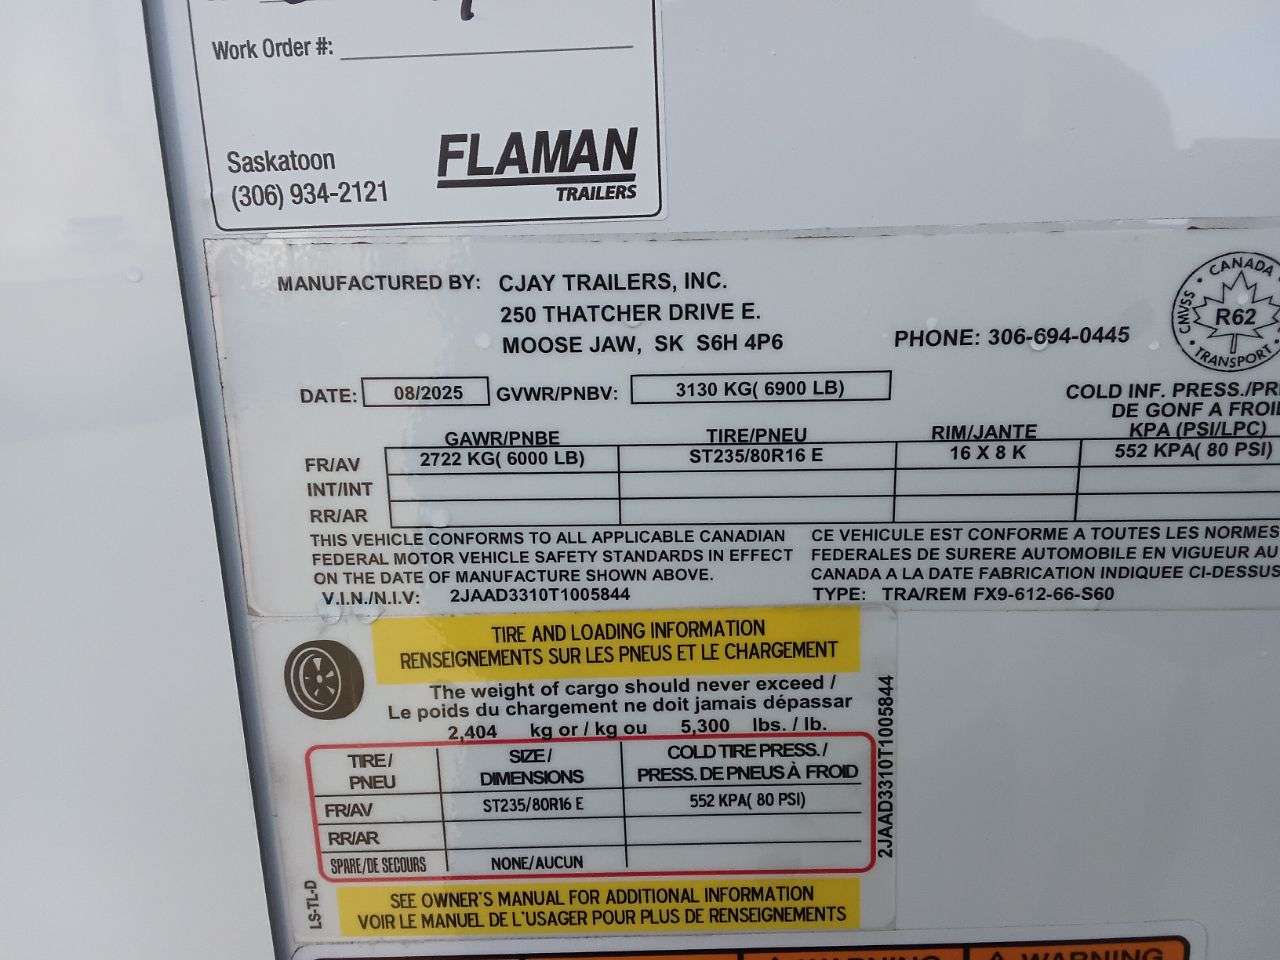 Work Order #:
Saskatoon
(306) 934-2121
FLAMAN
TRAILERS
MANUFACTURED BY: CJAY TRAILERS, INC.
250 THATCHER DRIVE E.
MOOSE JAW, SK S6H 4P6
PHONE: 306-694-0445
CANADA
CMVSS
R62
TRANSPORT
DATE: 08/2025 GVWR/PNBV: 3130 KG( 6900 LB)
COLD INF. PRESS./PRE
DE GONF A FROID
KPA (PSI/LPC)
GAWR/PNBE TIRE/PNEU RIM/JANTE
FR/AV 2722 KG( 6000 LB) ST235/80R16 E 16 X 8 K 552 KPA( 80 PSI)
INT/INT
RR/AR
THIS VEHICLE CONFORMS TO ALL APPLICABLE CANADIAN
FEDERAL MOTOR VEHICLE SAFETY STANDARDS IN EFFECT
ON THE DATE OF MANUFACTURE SHOWN ABOVE.
CE VEHICULE EST CONFORME A TOUTES LES NORMES
FEDERALES DE SURERE AUTOMOBILE EN VIGUEUR AU
CANADA A LA DATE FABRICATION INDIQUEE CI-DESSUS
V.I.N./N.I.V: 2JAAD3310T1005844 TYPE: TRA/REM FX9-612-66-S60
TIRE AND LOADING INFORMATION
RENSEIGNEMENTS SUR LES PNEUS ET LE CHARGEMENT
The weight of cargo should never exceed /
Le poids du chargement ne doit jamais dépassar
2,404 kg or / kg ou 5,300 lbs. / lb.
TIRE/
PNEU
SIZE/
DIMENSIONS
COLD TIRE PRESS./
PRESS. DE PNEUS À FROID
FR/AV ST235/80R16 E 552 KPA( 80 PSI)
RR/AR
SPARE/DE SECOURS NONE/AUCUN
2JAAD3310T1005844
LS-TL-D
SEE OWNER'S MANUAL FOR ADDITIONAL INFORMATION
VOIR LE MANUEL DE L'USAGER POUR PLUS DE RENSEIGNEMENTS
WARNING
WARNING